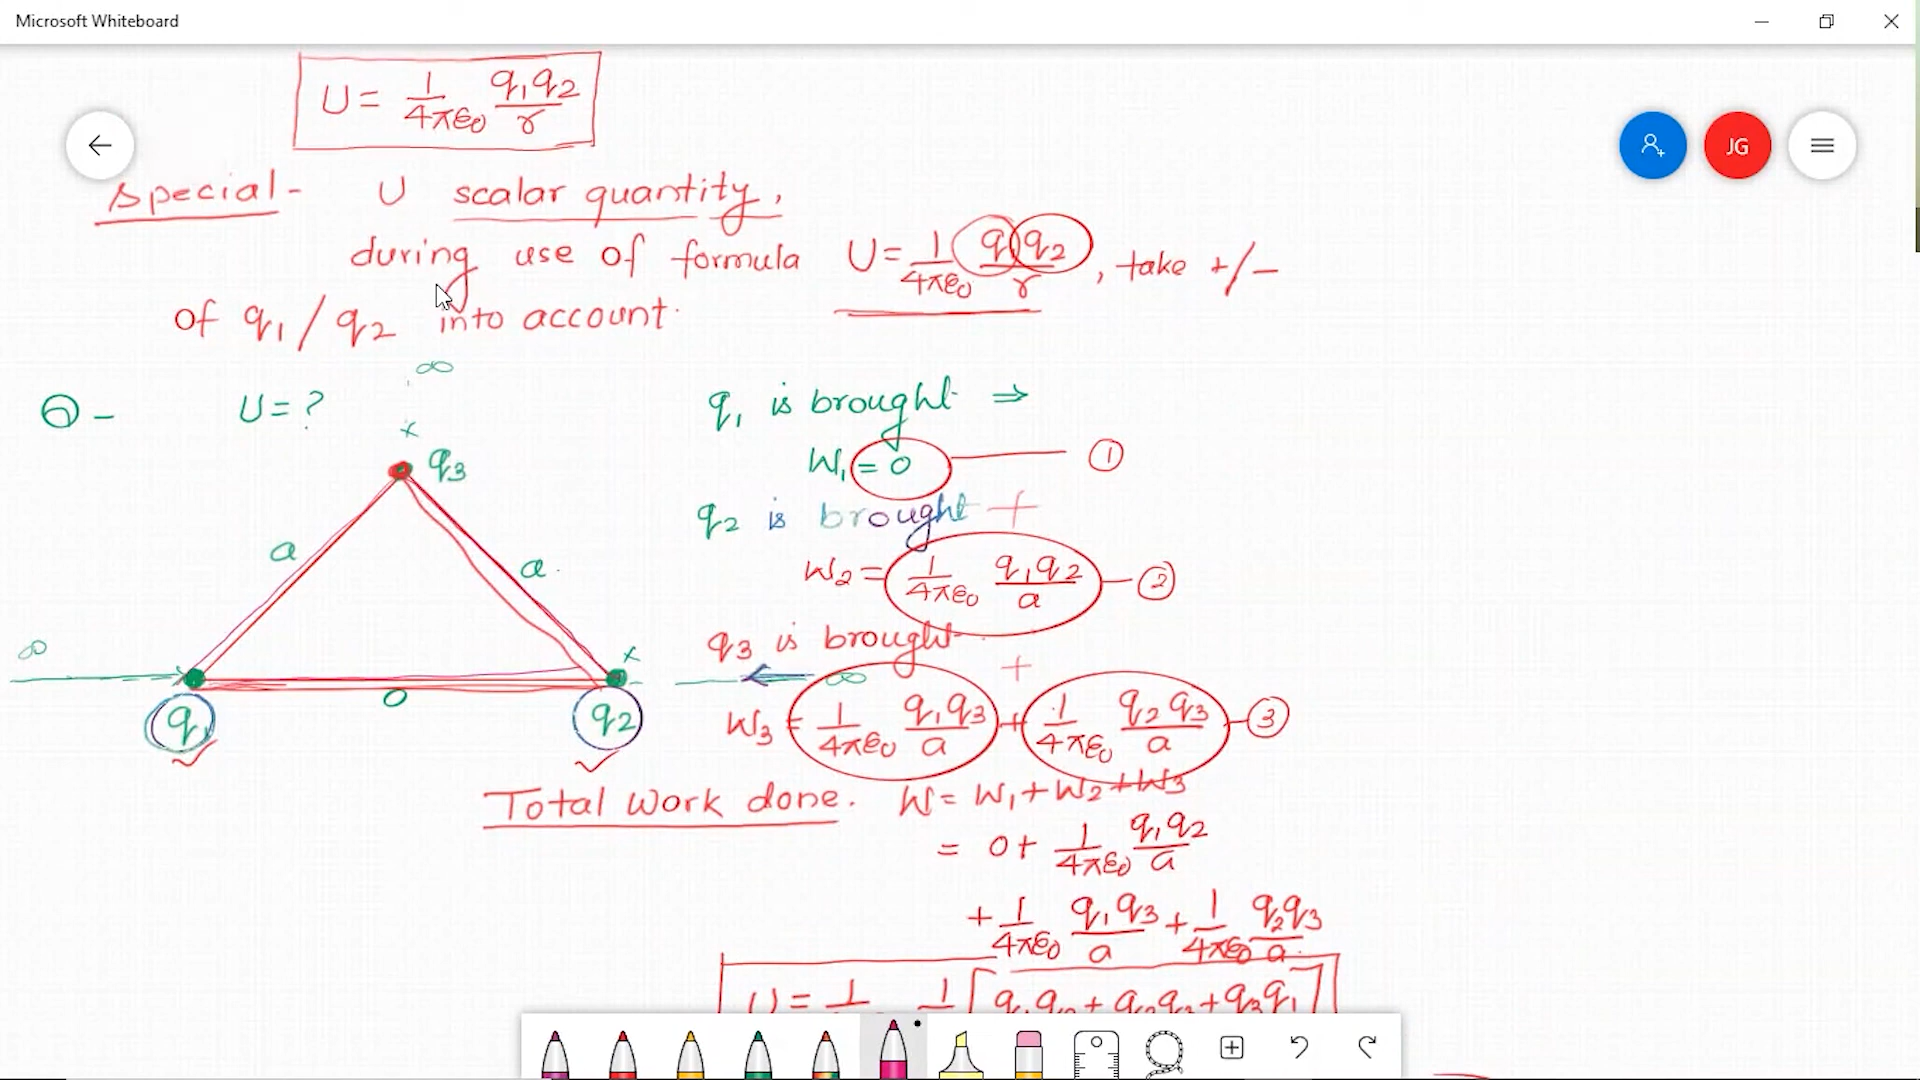 Microsoft Whiteboard
U = 1/4πε0 q1q2/r
JG
Special - U scalar quantity,
during use of formula U = 1/4πε0 q1q2/r, take +/-
of q1/q2 into account.
∞
Q - U = ?
q1 is brought ⇒
x
q3
W1 = 0 ①
q2 is brought +
a
a
W2 = 1/4πε0 q1q2/a - ②
q3 is brought
∞
x
+
∞
q1
q2
W3 = 1/4πε0 q1q3/a + 1/4πε0 q2q3/a - ③
Total work done. W = W1 + W2 + W3
= 0 + 1/4πε0 q1q2/a
+ 1/4πε0 q1q3/a + 1/4πε0 q2q3/a